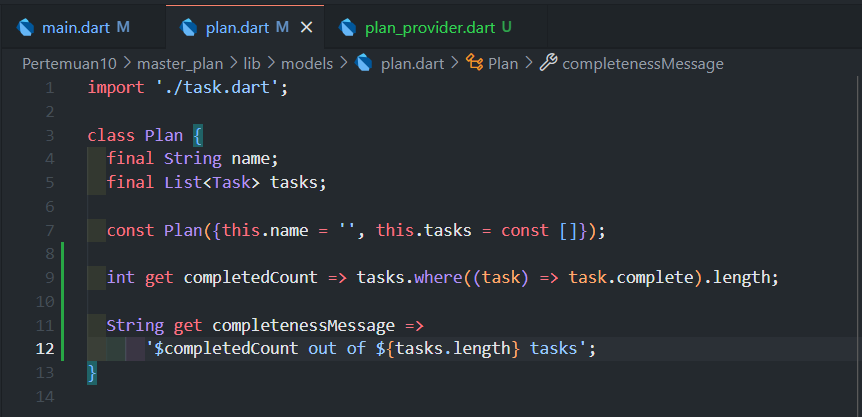 main.dart M plan.dart M × plan_provider.dart U
Pertemuan10 > master_plan > lib > models > plan.dart > Plan > completenessMessage
1 import './task.dart';
2
3 class Plan {
4   final String name;
5   final List<Task> tasks;
6
7   const Plan({this.name = '', this.tasks = const []});
8
9   int get completedCount => tasks.where((task) => task.complete).length;
10
11   String get completenessMessage =>
12       '$completedCount out of ${tasks.length} tasks';
13 }
14